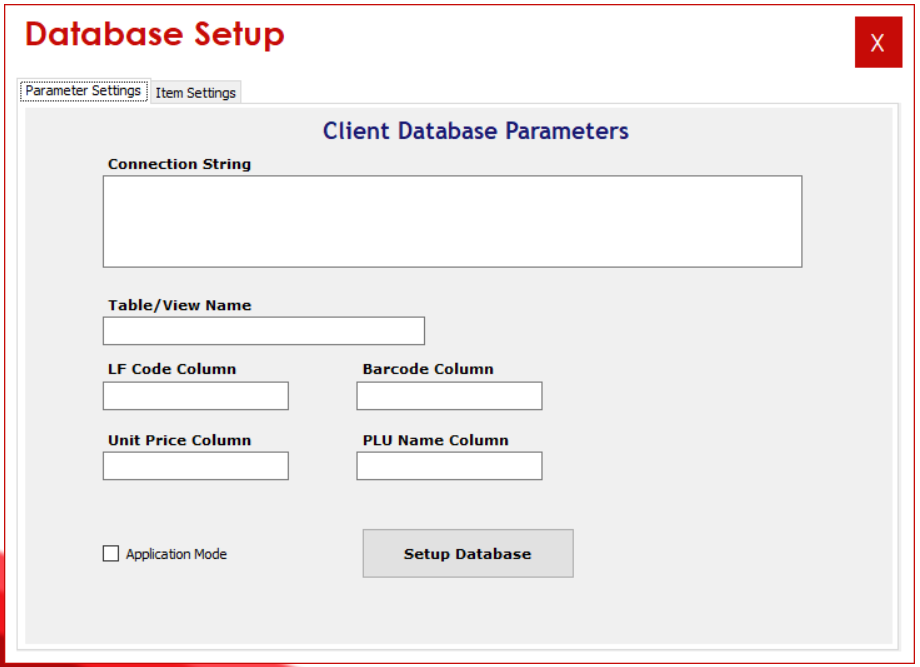 Database Setup
X
Parameter Settings
Item Settings
Client Database Parameters
Connection String
Table/View Name
LF Code Column
Barcode Column
Unit Price Column
PLU Name Column
Application Mode
Setup Database